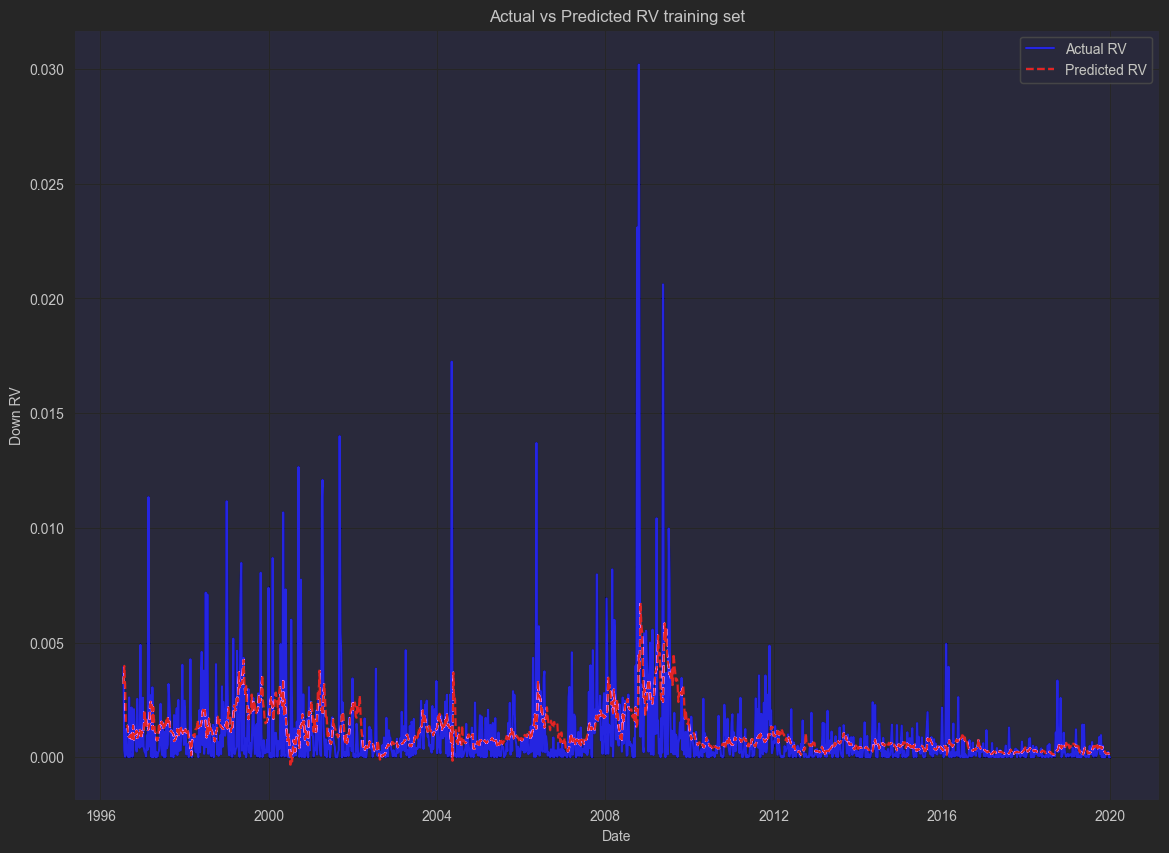 Actual vs Predicted RV training set
Actual RV
Predicted RV
0.030
0.025
0.020
0.015
0.010
0.005
0.000
Down RV
1996
2000
2004
2008
2012
2016
2020
Date